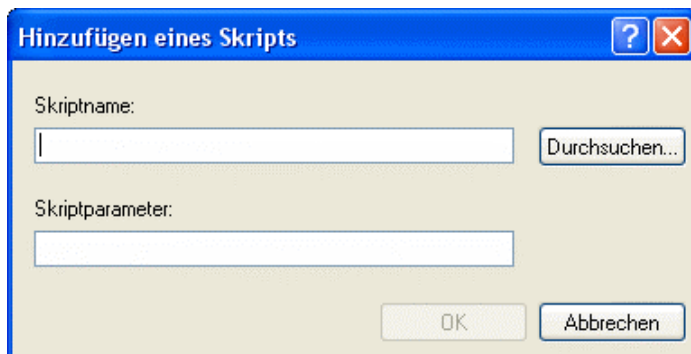 Hinzufügen eines Skripts
Skriptname:
Durchsuchen...
Skriptparameter:
OK Abbrechen